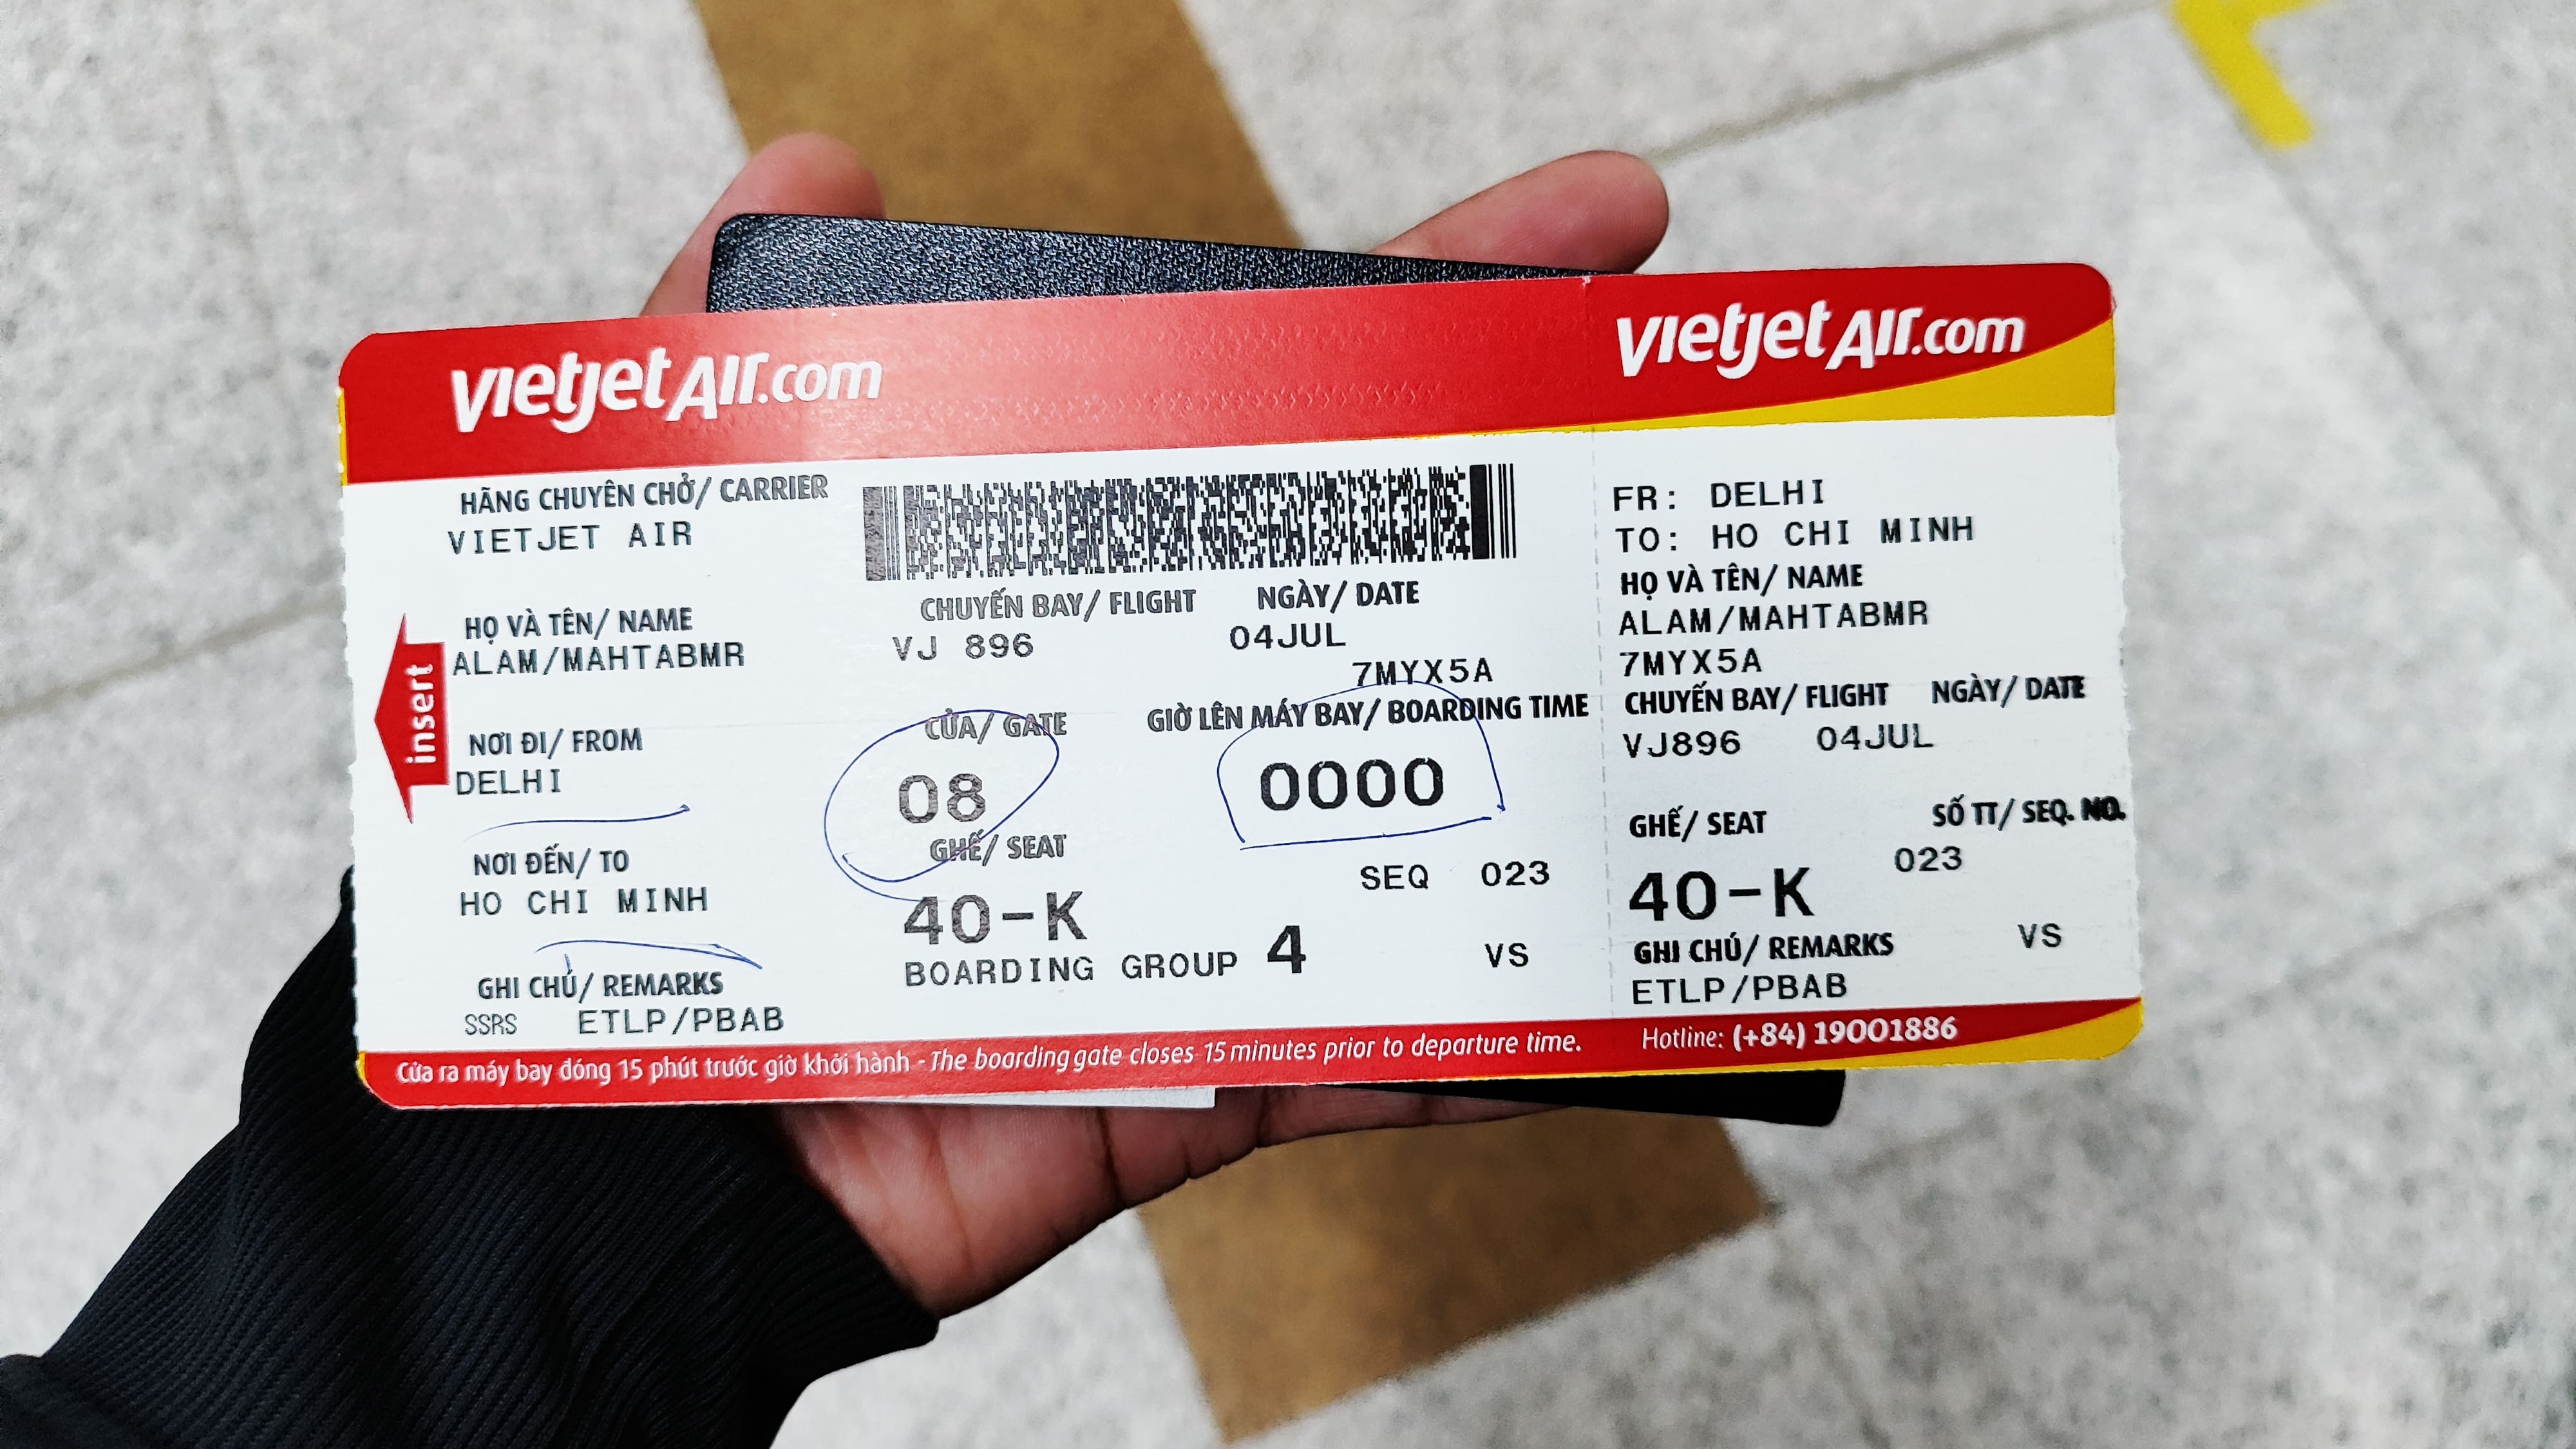 vietjetAir.com
HÃNG CHUYÊN CHỞ/ CARRIER
VIETJET AIR
HỌ VÀ TÊN/ NAME
ALAM/MAHTABMR
insert
NƠI ĐI/ FROM
DELHI
NƠI ĐẾN/ TO
HO CHI MINH
GHI CHÚ/ REMARKS
SSRS ETLP/PBAB
CHUYẾN BAY/ FLIGHT NGÀY/ DATE
VJ 896 04JUL
7MYX5A
CỬA/ GATE GIỜ LÊN MÁY BAY/ BOARDING TIME
08 0000
GHẾ/ SEAT
SEQ 023
40-K
BOARDING GROUP 4 VS
Cửa ra máy bay đóng 15 phút trước giờ khởi hành - The boarding gate closes 15 minutes prior to departure time.
vietjetAir.com
FR: DELHI
TO: HO CHI MINH
HỌ VÀ TÊN/ NAME
ALAM/MAHTABMR
7MYX5A
CHUYẾN BAY/ FLIGHT NGÀY/ DATE
VJ896 04JUL
GHẾ/ SEAT SỐ TT/ SEQ. NO.
40-K 023
GHI CHÚ/ REMARKS VS
ETLP/PBAB
Hotline: (+84) 19001886